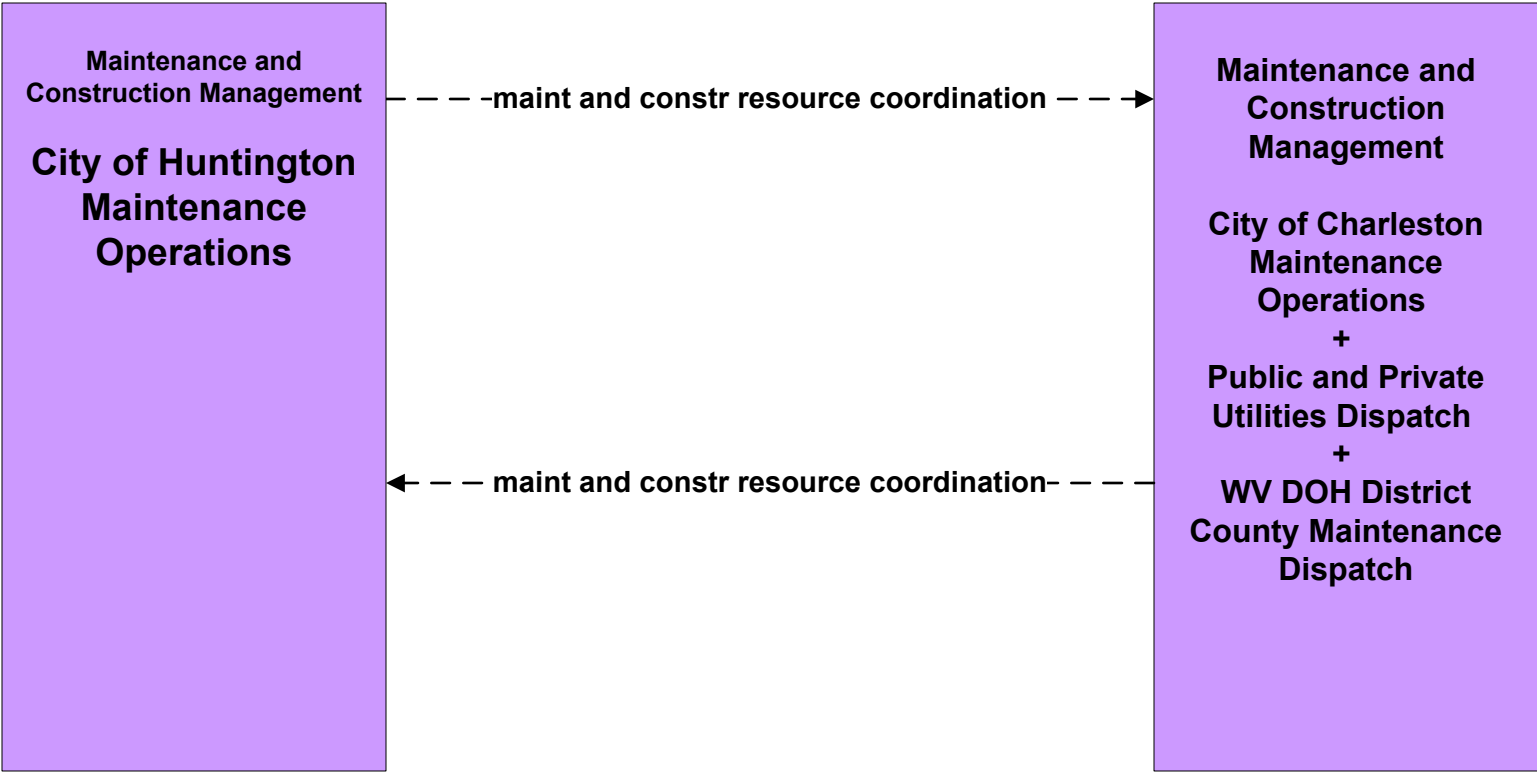 Maintenance and
Construction Management
City of Huntington
Maintenance
Operations
maint and constr resource coordination
maint and constr resource coordination
Maintenance and
Construction
Management
City of Charleston
Maintenance
Operations
+
Public and Private
Utilities Dispatch
+
WV DOH District
County Maintenance
Dispatch